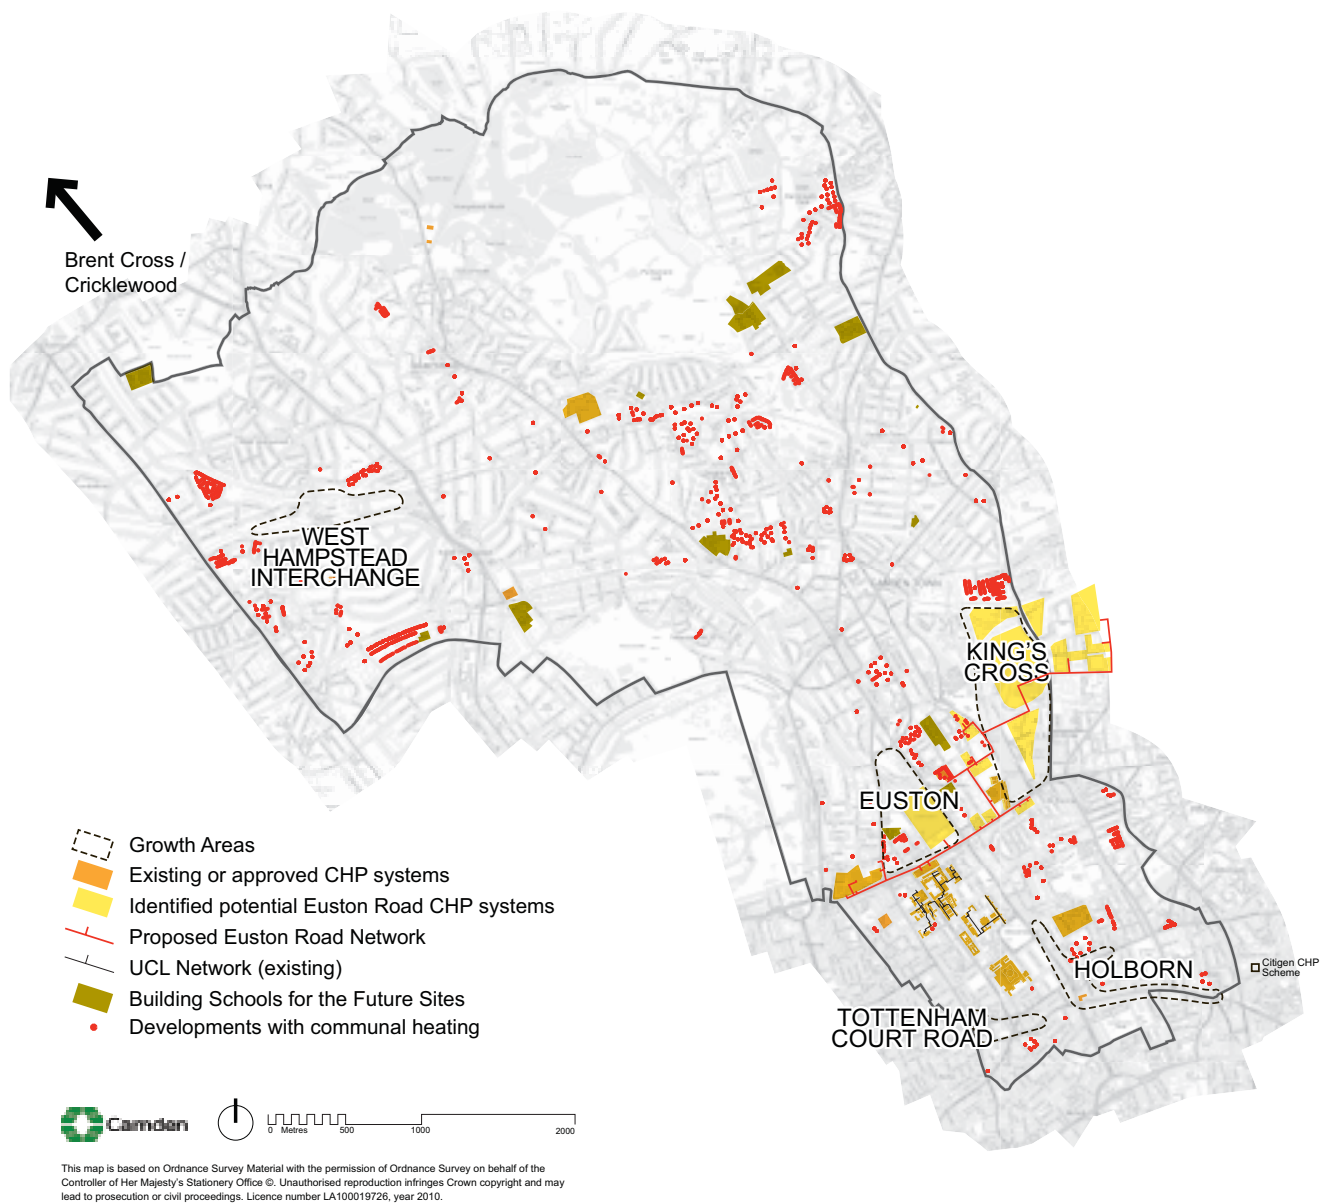 Brent Cross /
Cricklewood
WEST
HAMPSTEAD
INTERCHANGE
KING'S
CROSS
EUSTON
HOLBORN
Citigen CHP
Scheme
TOTTENHAM
COURT ROAD
Growth Areas
Existing or approved CHP systems
Identified potential Euston Road CHP systems
Proposed Euston Road Network
UCL Network (existing)
Building Schools for the Future Sites
Developments with communal heating
Camden
0 Metres 500 1000 2000
This map is based on Ordnance Survey Material with the permission of Ordnance Survey on behalf of the
Controller of Her Majesty's Stationery Office ©. Unauthorised reproduction infringes Crown copyright and may
lead to prosecution or civil proceedings. Licence number LA100019726, year 2010.